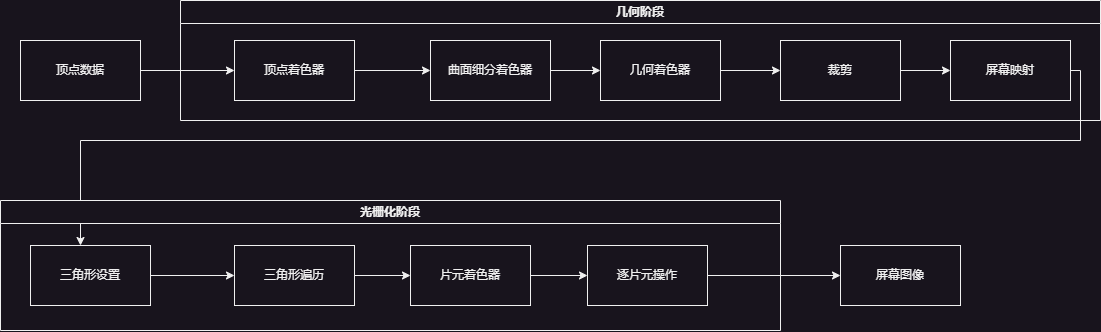 几何阶段
顶点数据
顶点着色器
曲面细分着色器
几何着色器
裁剪
屏幕映射
光栅化阶段
三角形设置
三角形遍历
片元着色器
逐片元操作
屏幕图像